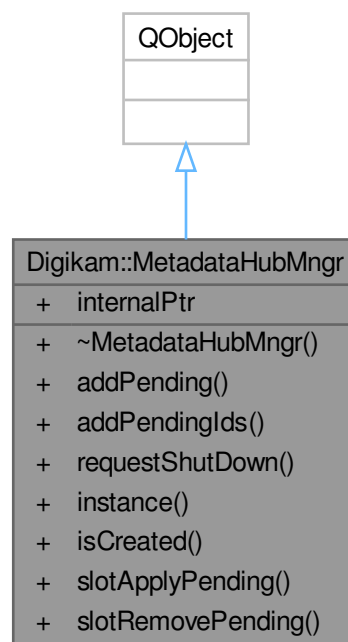 QObject
Digikam::MetadataHubMngr
+ internalPtr
+ ~MetadataHubMngr()
+ addPending()
+ addPendingIds()
+ requestShutDown()
+ instance()
+ isCreated()
+ slotApplyPending()
+ slotRemovePending()